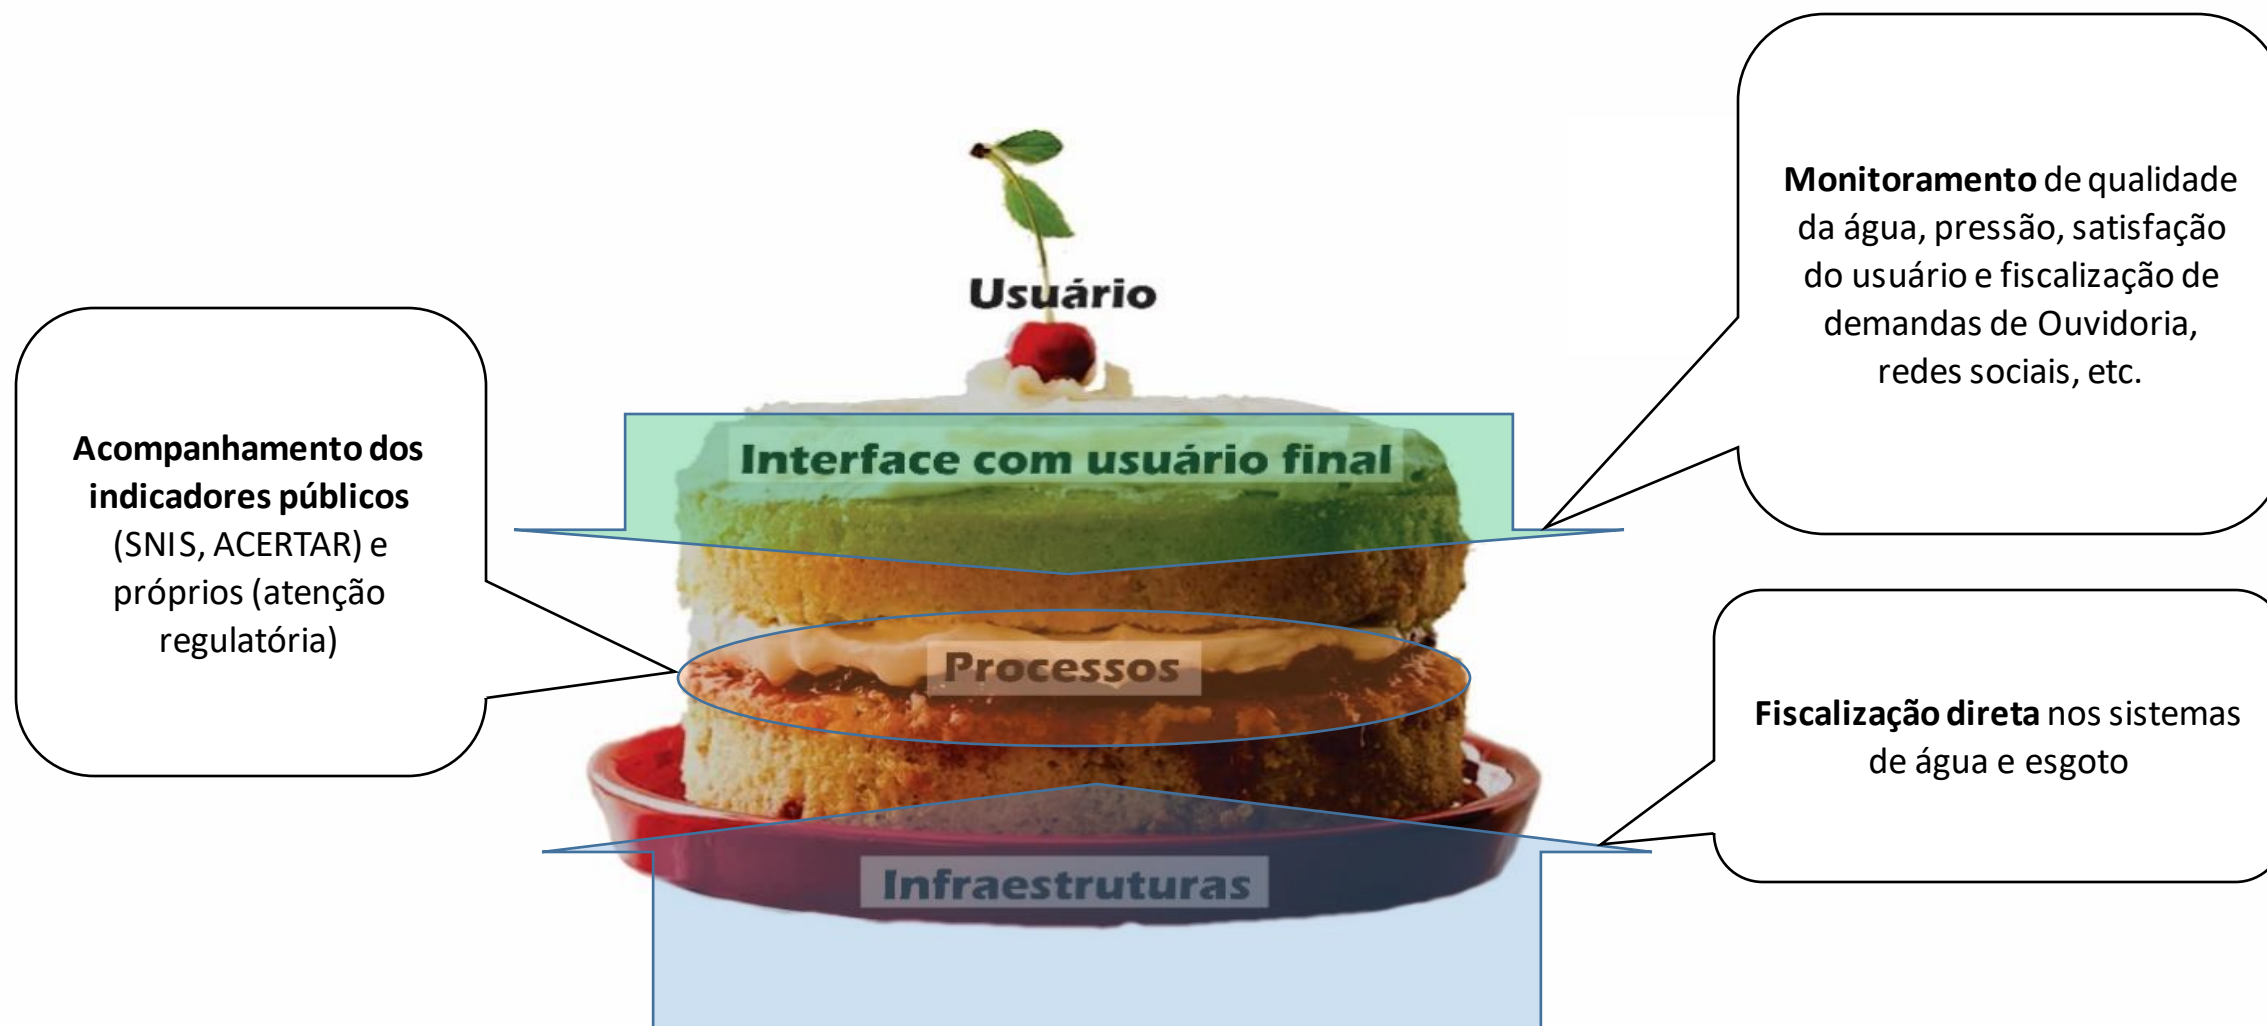 Usuário
Interface com usuário final
Processos
Infraestruturas
Acompanhamento dos
indicadores públicos
(SNIS, ACERTAR) e
próprios (atenção
regulatória)
Monitoramento de qualidade
da água, pressão, satisfação
do usuário e fiscalização de
demandas de Ouvidoria,
redes sociais, etc.
Fiscalização direta nos sistemas
de água e esgoto